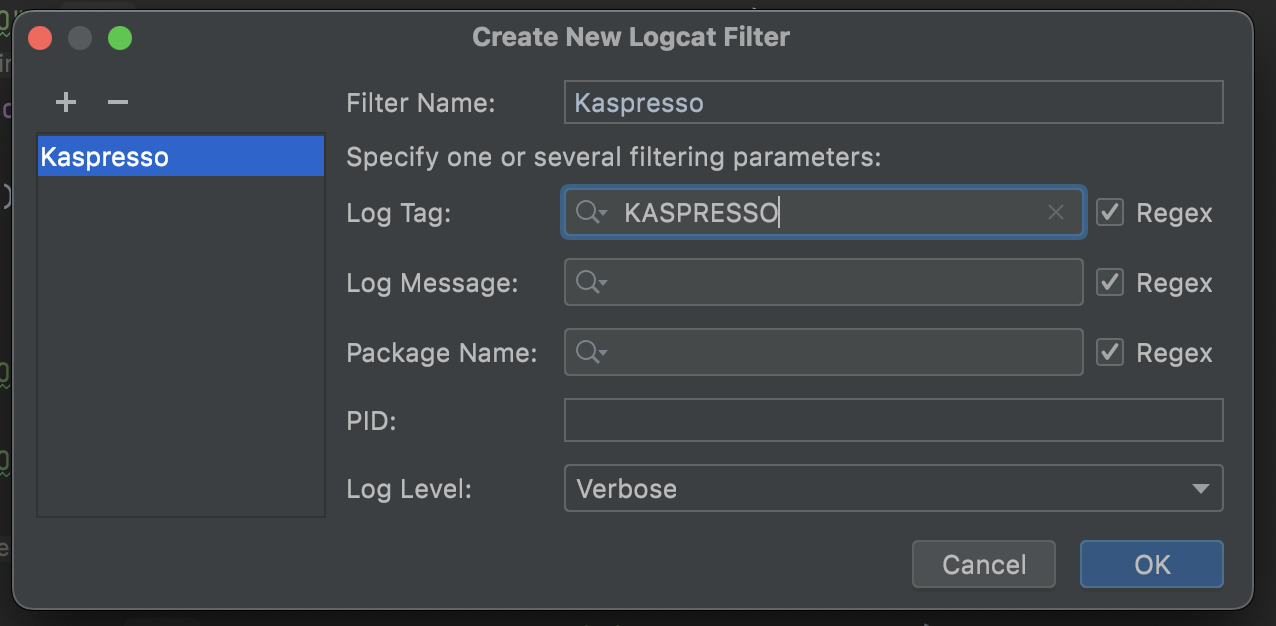 Create New Logcat Filter
Kaspresso
Filter Name: Kaspresso
Specify one or several filtering parameters:
Log Tag: KASPRESSO Regex
Log Message: Regex
Package Name: Regex
PID:
Log Level: Verbose
Cancel OK